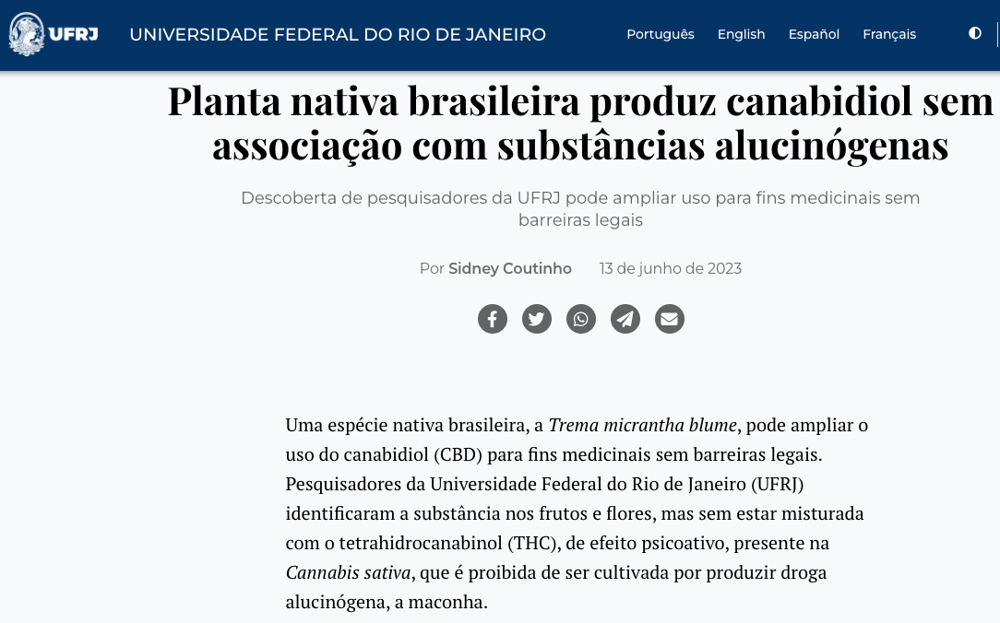 UFRJ
UNIVERSIDADE FEDERAL DO RIO DE JANEIRO
Português English Español Français
Planta nativa brasileira produz canabidiol sem
associação com substâncias alucinógenas
Descoberta de pesquisadores da UFRJ pode ampliar uso para fins medicinais sem
barreiras legais
Por Sidney Coutinho 13 de junho de 2023
Uma espécie nativa brasileira, a Trema micrantha blume, pode ampliar o
uso do canabidiol (CBD) para fins medicinais sem barreiras legais.
Pesquisadores da Universidade Federal do Rio de Janeiro (UFRJ)
identificaram a substância nos frutos e flores, mas sem estar misturada
com o tetrahidrocanabinol (THC), de efeito psicoativo, presente na
Cannabis sativa, que é proibida de ser cultivada por produzir droga
alucinógena, a maconha.